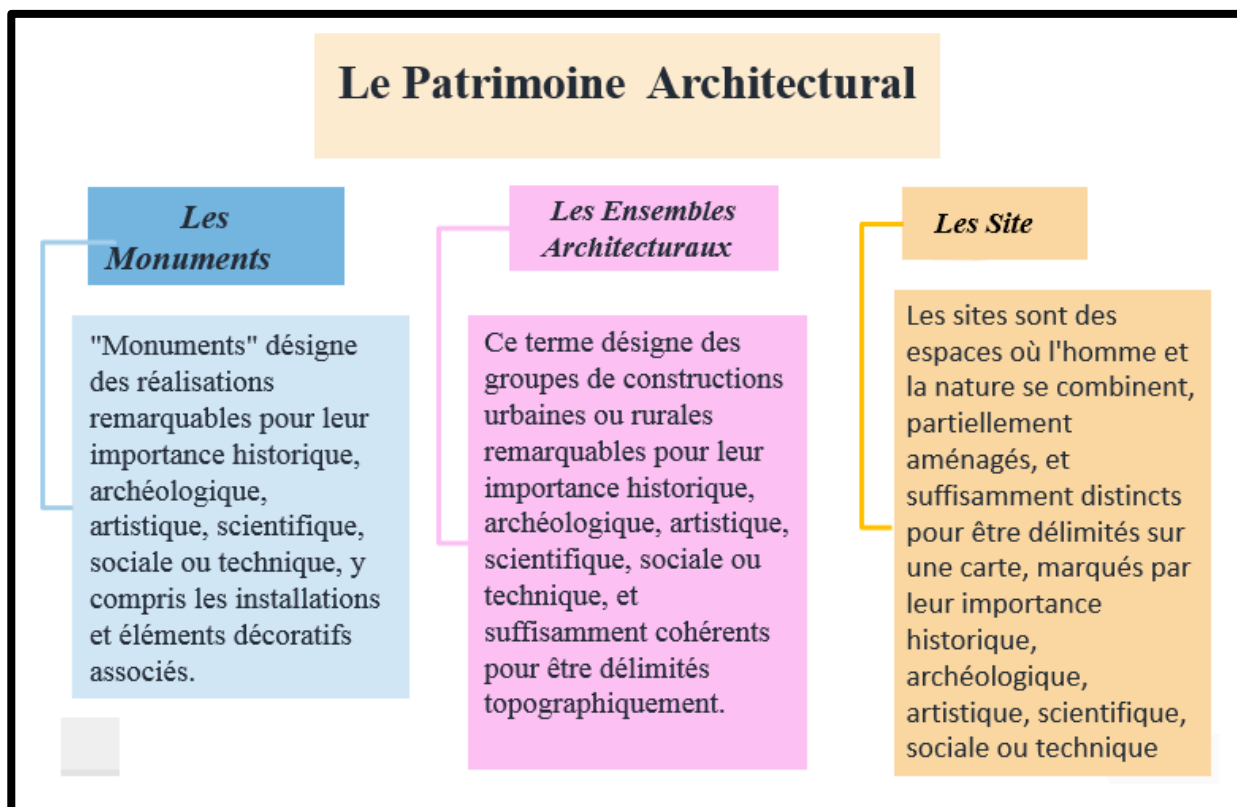 Le Patrimoine Architectural
Les
Monuments
"Monuments" désigne
des réalisations
remarquables pour leur
importance historique,
archéologique,
artistique, scientifique,
sociale ou technique, y
compris les installations
et éléments décoratifs
associés.
Les Ensembles
Architecturaux
Ce terme désigne des
groupes de constructions
urbaines ou rurales
remarquables pour leur
importance historique,
archéologique, artistique,
scientifique, sociale ou
technique, et
suffisamment cohérents
pour être délimités
topographiquement.
Les Site
Les sites sont des
espaces où l'homme et
la nature se combinent,
partiellement
aménagés, et
suffisamment distincts
pour être délimités sur
une carte, marqués par
leur importance
historique,
archéologique,
artistique, scientifique,
sociale ou technique